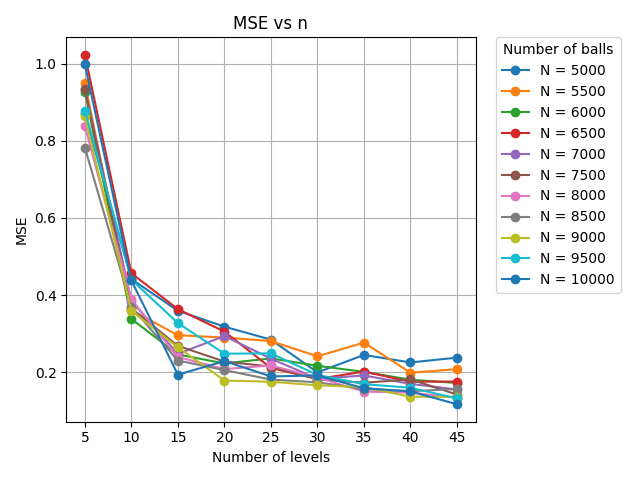 MSE vs n
MSE
1.0
0.8
0.6
0.4
0.2
5 10 15 20 25 30 35 40 45
Number of levels
Number of balls
N = 5000
N = 5500
N = 6000
N = 6500
N = 7000
N = 7500
N = 8000
N = 8500
N = 9000
N = 9500
N = 10000